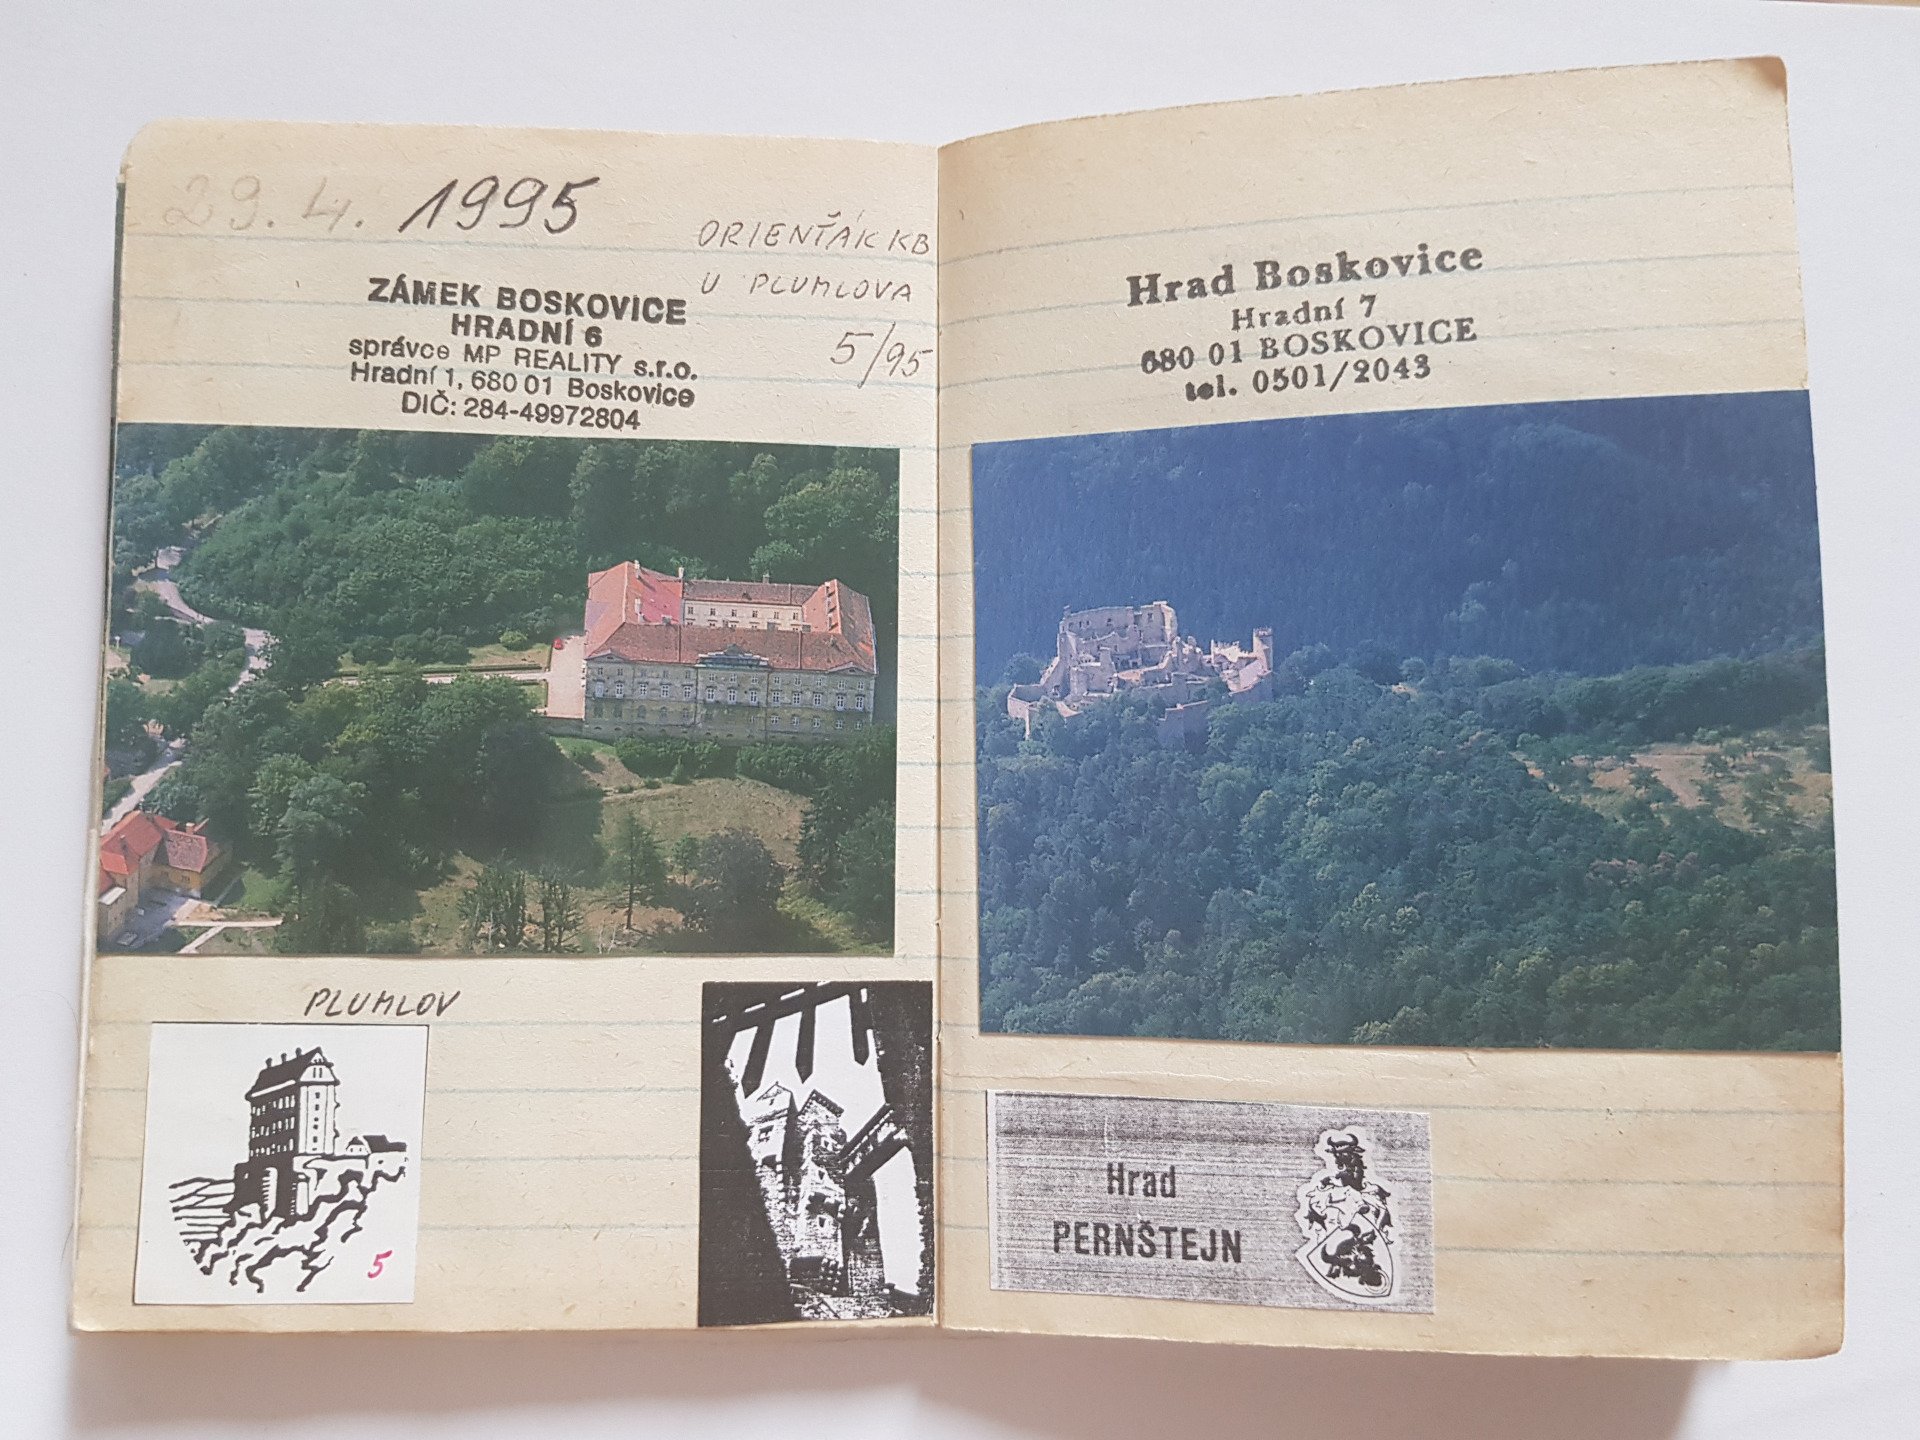 29. 4. 1995
ORIENŤÁK KB
U PLUMLOVA
5/95
ZÁMEK BOSKOVICE
HRADNÍ 6
správce MP REALITY s.r.o.
Hradní 1, 680 01 Boskovice
DIČ: 284-49972804
PLUMLOV
5
Hrad Boskovice
Hradní 7
680 01 BOSKOVICE
tel. 0501/2043
Hrad
PERNŠTEJN